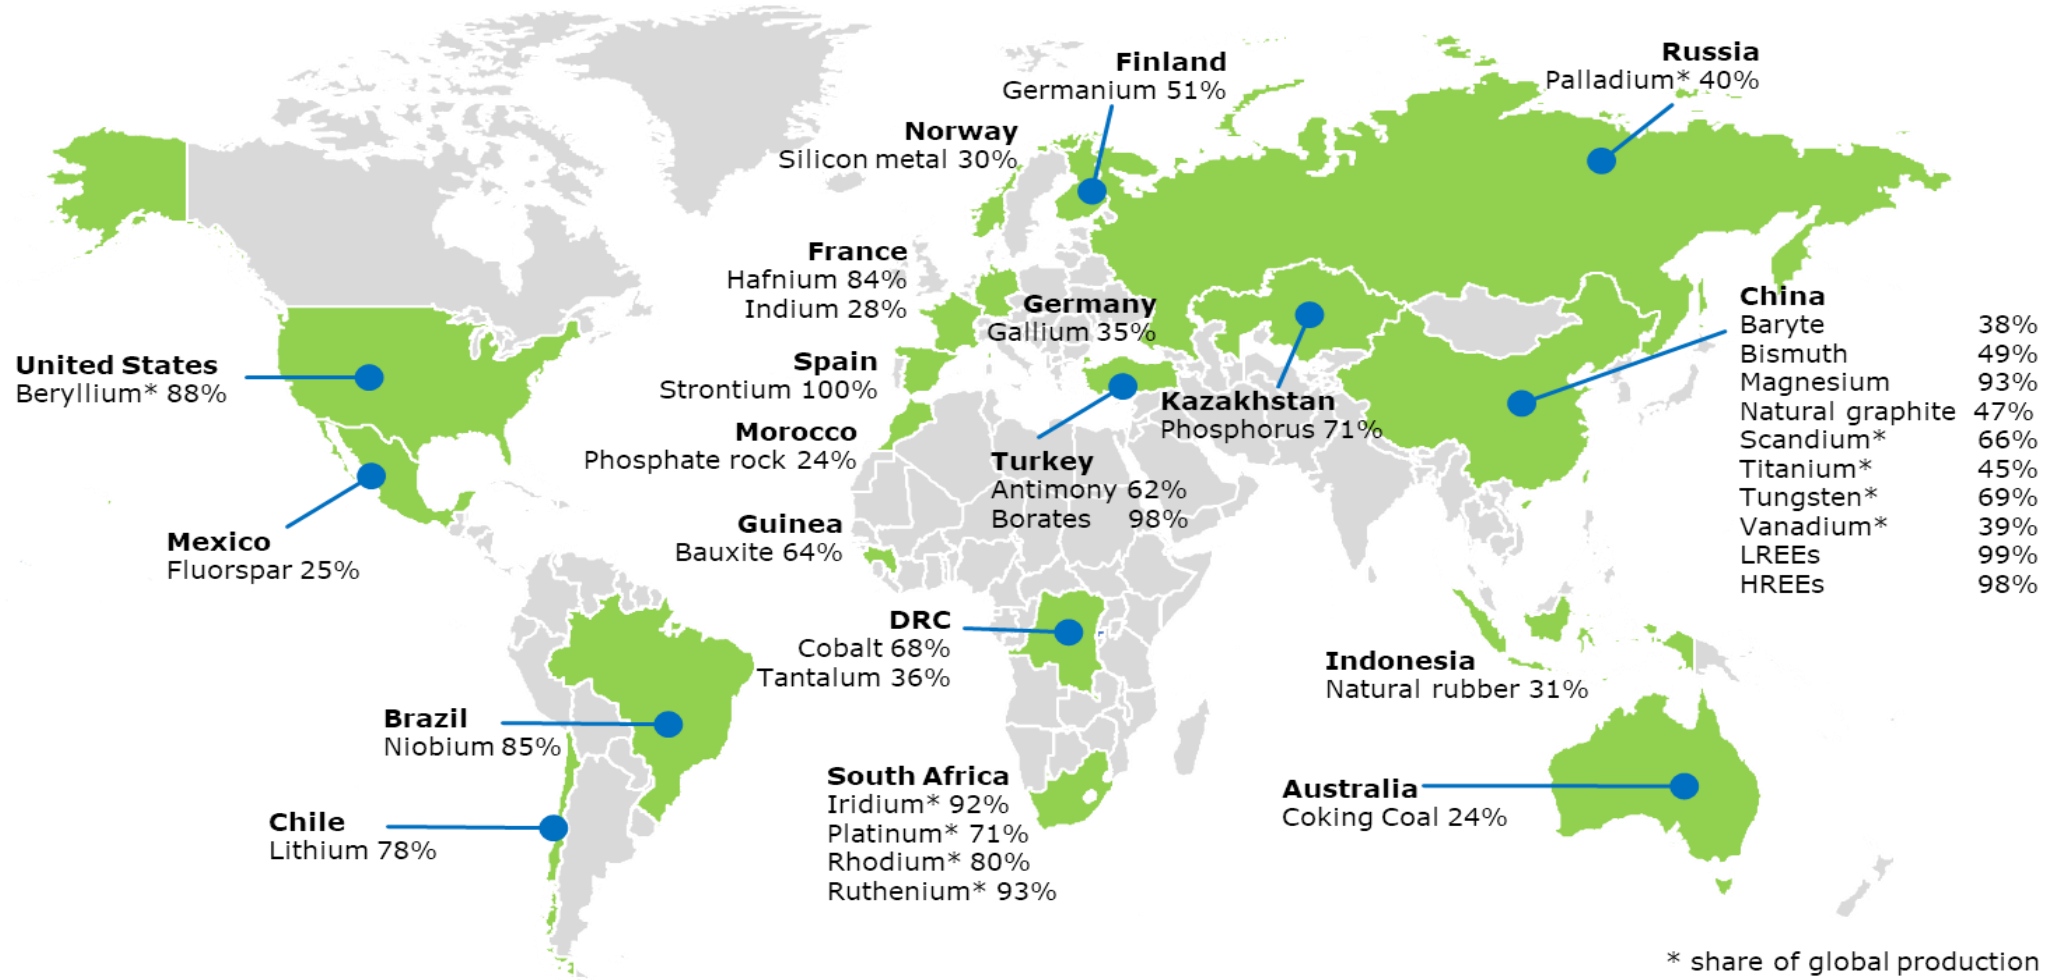 Finland
Germanium 51%
Russia
Palladium* 40%
Norway
Silicon metal 30%
France
Hafnium 84%
Indium 28%
Germany
Gallium 35%
China
Baryte 38%
Bismuth 49%
Magnesium 93%
Natural graphite 47%
Scandium* 66%
Titanium* 45%
Tungsten* 69%
Vanadium* 39%
LREEs 99%
HREEs 98%
United States
Beryllium* 88%
Spain
Strontium 100%
Kazakhstan
Phosphorus 71%
Morocco
Phosphate rock 24%
Turkey
Antimony 62%
Borates 98%
Mexico
Fluorspar 25%
Guinea
Bauxite 64%
DRC
Cobalt 68%
Tantalum 36%
Indonesia
Natural rubber 31%
Brazil
Niobium 85%
South Africa
Iridium* 92%
Platinum* 71%
Rhodium* 80%
Ruthenium* 93%
Australia
Coking Coal 24%
Chile
Lithium 78%
* share of global production